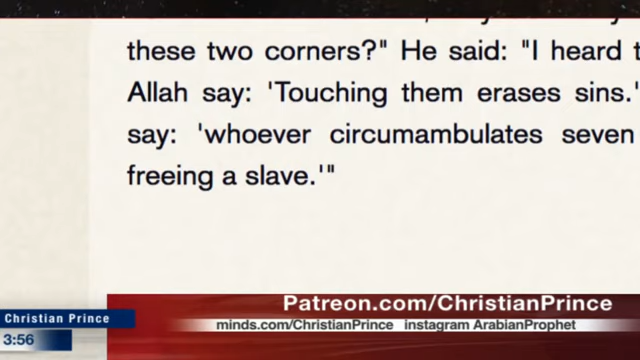 these two corners?" He said: "I heard
Allah say: 'Touching them erases sins.'
say: 'whoever circumambulates seven
freeing a slave.'"
Patreon.com/ChristianPrince
Christian Prince
minds.com/ChristianPrince instagram ArabianProphet
3:56